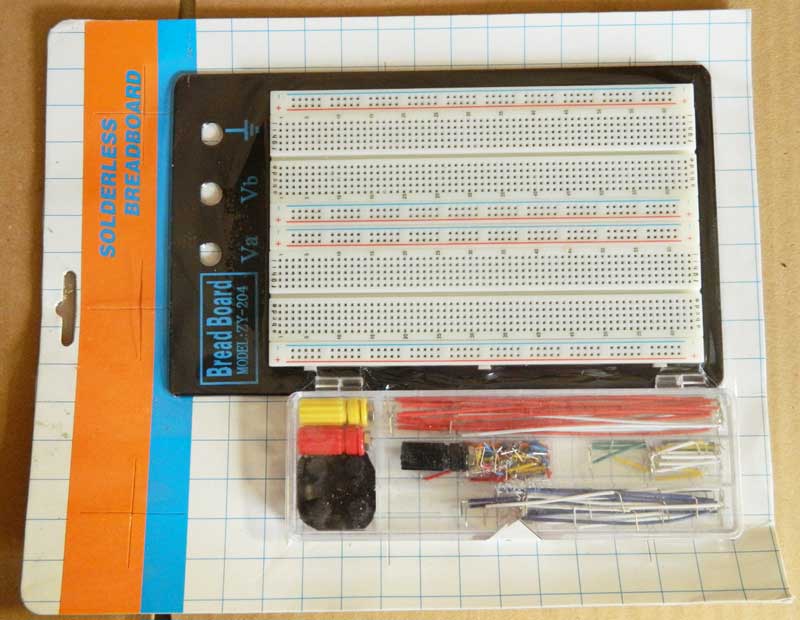 SOLDERLESS
BREADBOARD
Vb
Va
Bread Board
MODEL:ZY-204